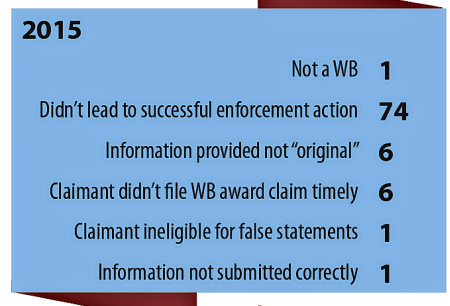 2015
Not a WB 1
Didn’t lead to successful enforcement action 74
Information provided not “original” 6
Claimant didn’t file WB award claim timely 6
Claimant ineligible for false statements 1
Information not submitted correctly 1